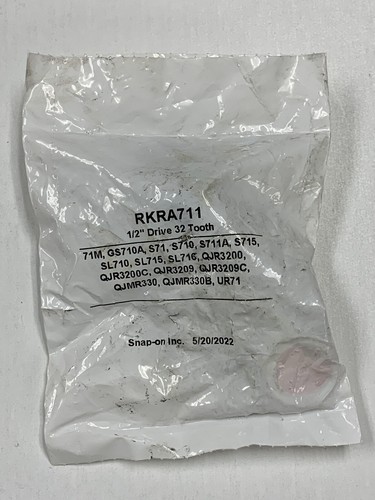 RKRA711
1/2" Drive 32 Tooth
71M, GS710A, S71, S710, S711A, S715,
SL710, SL715, SL716, QJR3200,
QJR3200C, QJR3209, QJR3209C,
QJMR330, QJMR330B, UR71
Snap-on Inc. 5/20/2022